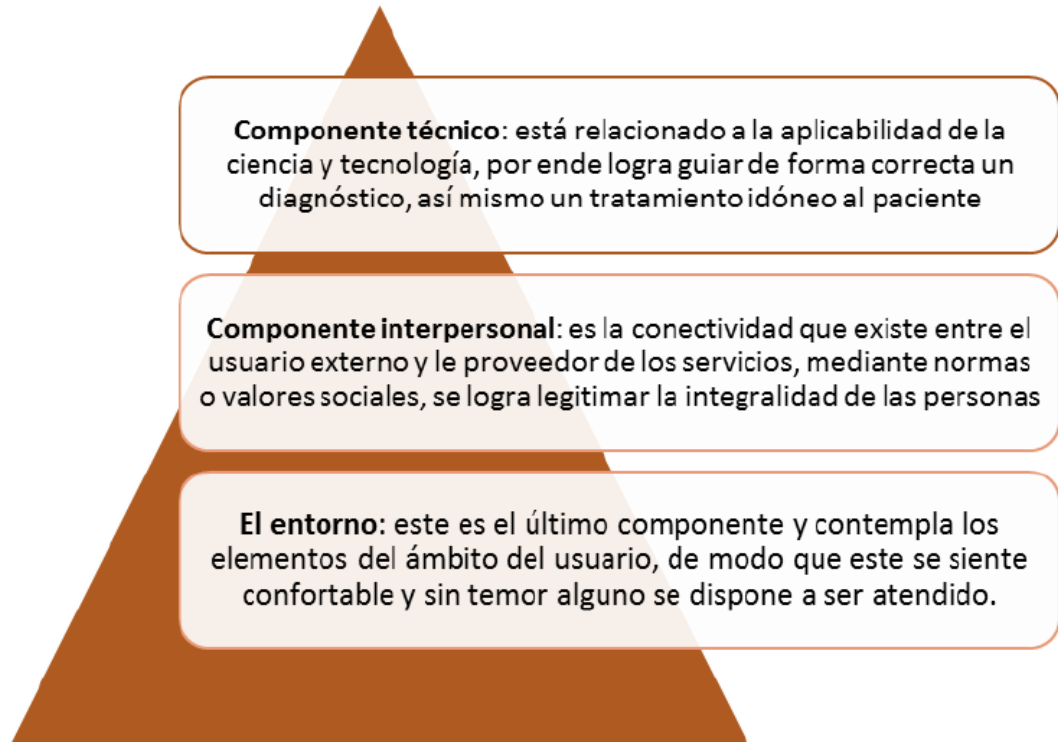 Componente técnico: está relacionado a la aplicabilidad de la
ciencia y tecnología, por ende logra guiar de forma correcta un
diagnóstico, así mismo un tratamiento idóneo al paciente
Componente interpersonal: es la conectividad que existe entre el
usuario externo y le proveedor de los servicios, mediante normas
o valores sociales, se logra legitimar la integralidad de las personas
El entorno: este es el último componente y contempla los
elementos del ámbito del usuario, de modo que este se siente
confortable y sin temor alguno se dispone a ser atendido.